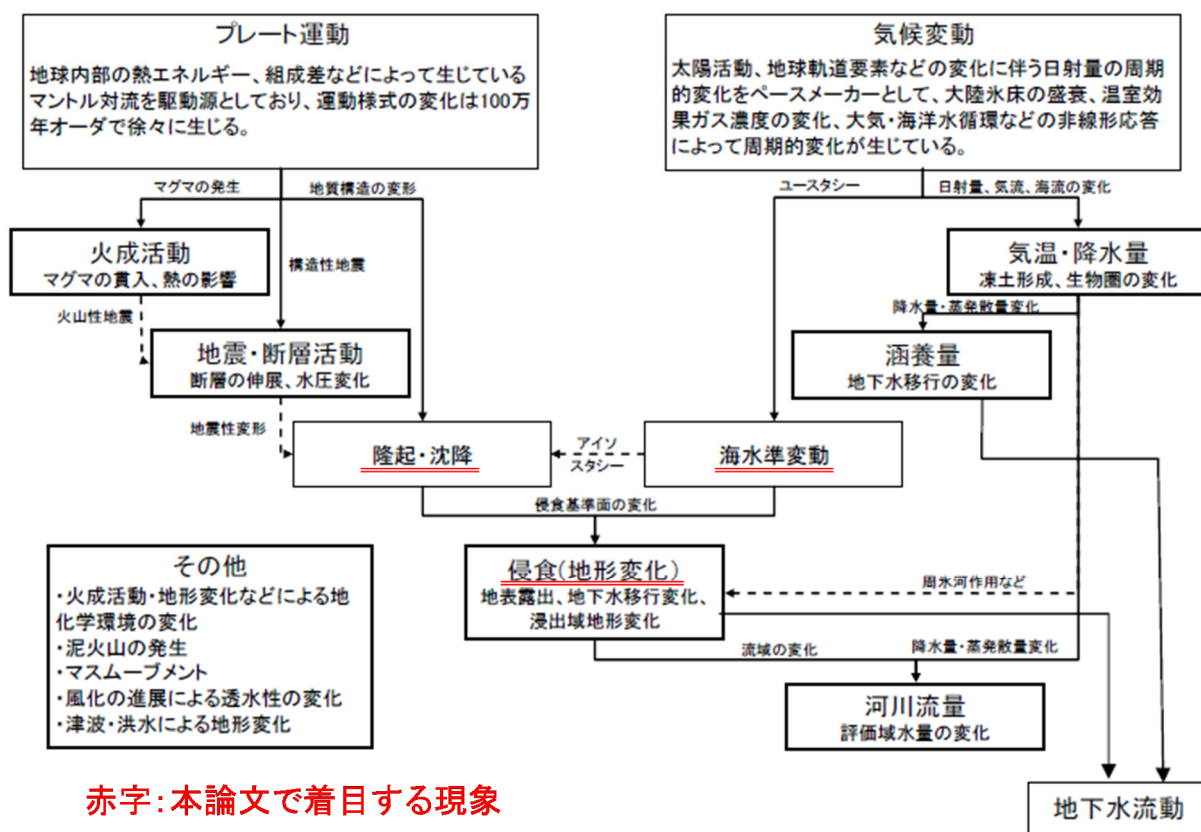 プレート運動
地球内部の熱エネルギー、組成差などによって生じている
マントル対流を駆動源としており、運動様式の変化は100万
年オーダで徐々に生じる。
気候変動
太陽活動、地球軌道要素などの変化に伴う日射量の周期
的変化をペースメーカーとして、大陸氷床の盛衰、温室効
果ガス濃度の変化、大気・海洋水循環などの非線形応答
によって周期的変化が生じている。
マグマの発生
地質構造の変形
ユースタシー
日射量、気流、海流の変化
火成活動
マグマの貫入、熱の影響
構造性地震
気温・降水量
凍土形成、生物圏の変化
火山性地震
降水量・蒸発散量変化
地震・断層活動
断層の伸展、水圧変化
涵養量
地下水移行の変化
地震性変形
隆起・沈降
アイソ
スタシー
海水準変動
侵食基準面の変化
その他
・火成活動・地形変化などによる地
化学環境の変化
・泥火山の発生
・マスムーブメント
・風化の進展による透水性の変化
・津波・洪水による地形変化
侵食(地形変化)
地表露出、地下水移行変化、
浸出域地形変化
周氷河作用など
流域の変化
降水量・蒸発散量変化
河川流量
評価域水量の変化
赤字:本論文で着目する現象
地下水流動